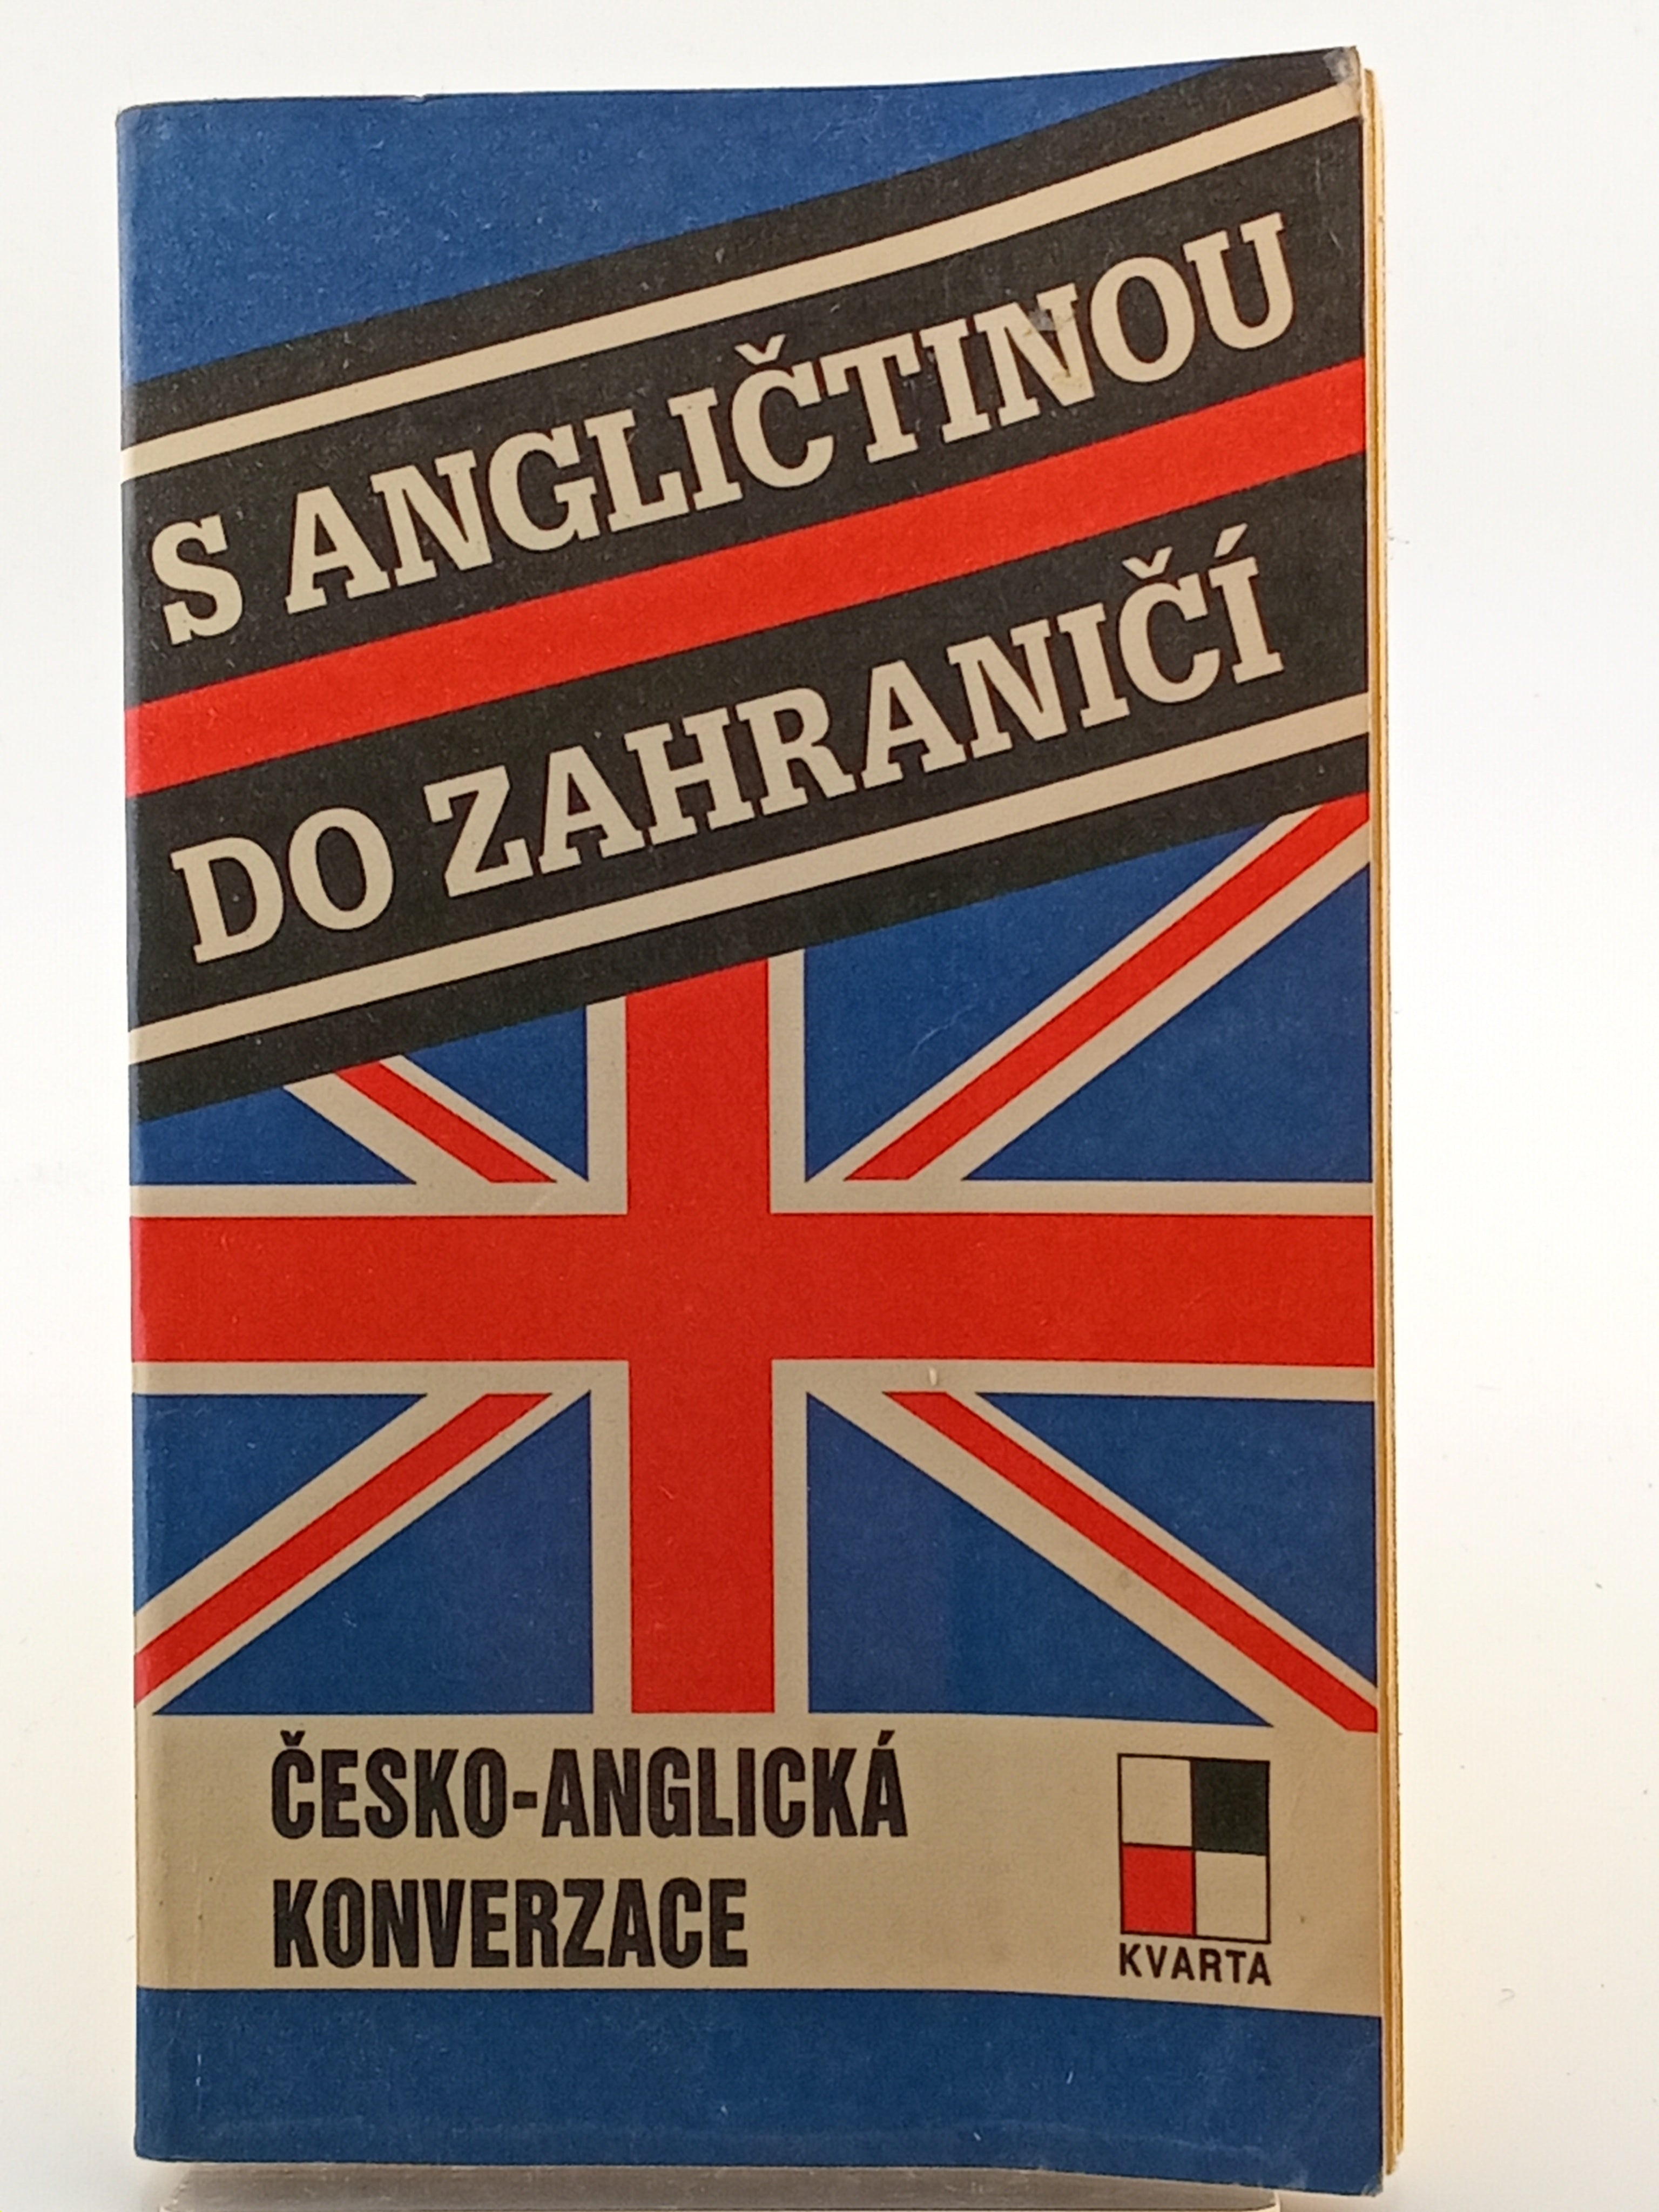 S ANGLIČTINOU
DO ZAHRANIČÍ
ČESKO-ANGLICKÁ
KONVERZACE
KVARTA